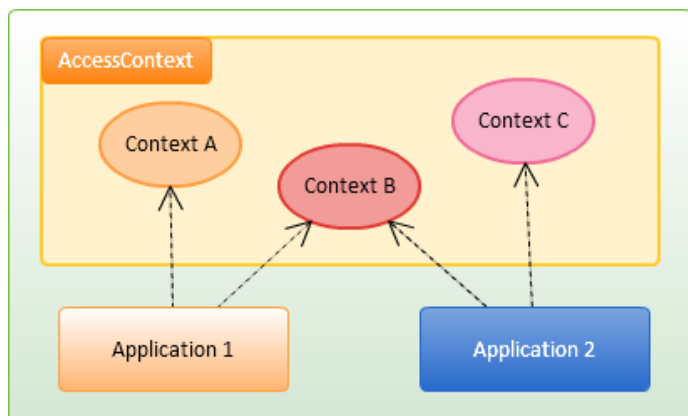 AccessContext
Context A
Context B
Context C
Application 1
Application 2